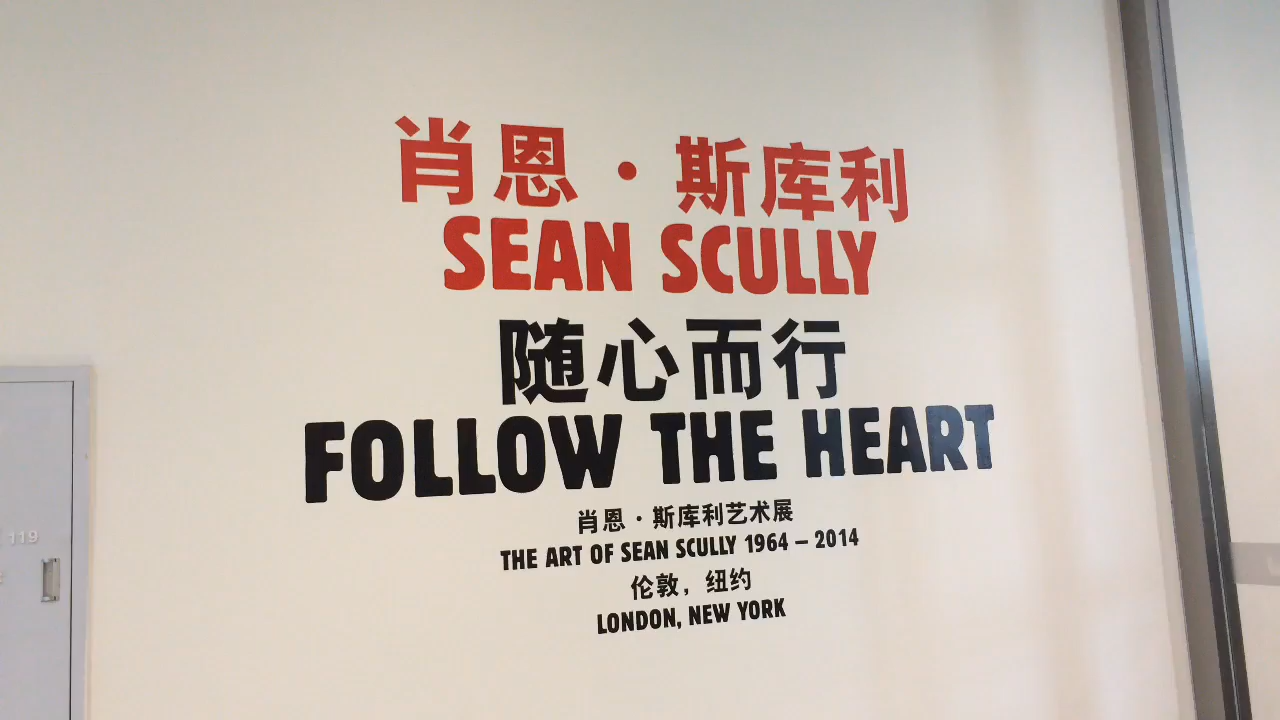 肖恩·斯库利
SEAN SCULLY
随心而行
FOLLOW THE HEART
肖恩·斯库利艺术展
THE ART OF SEAN SCULLY 1964 – 2014
伦敦，纽约
LONDON, NEW YORK
119